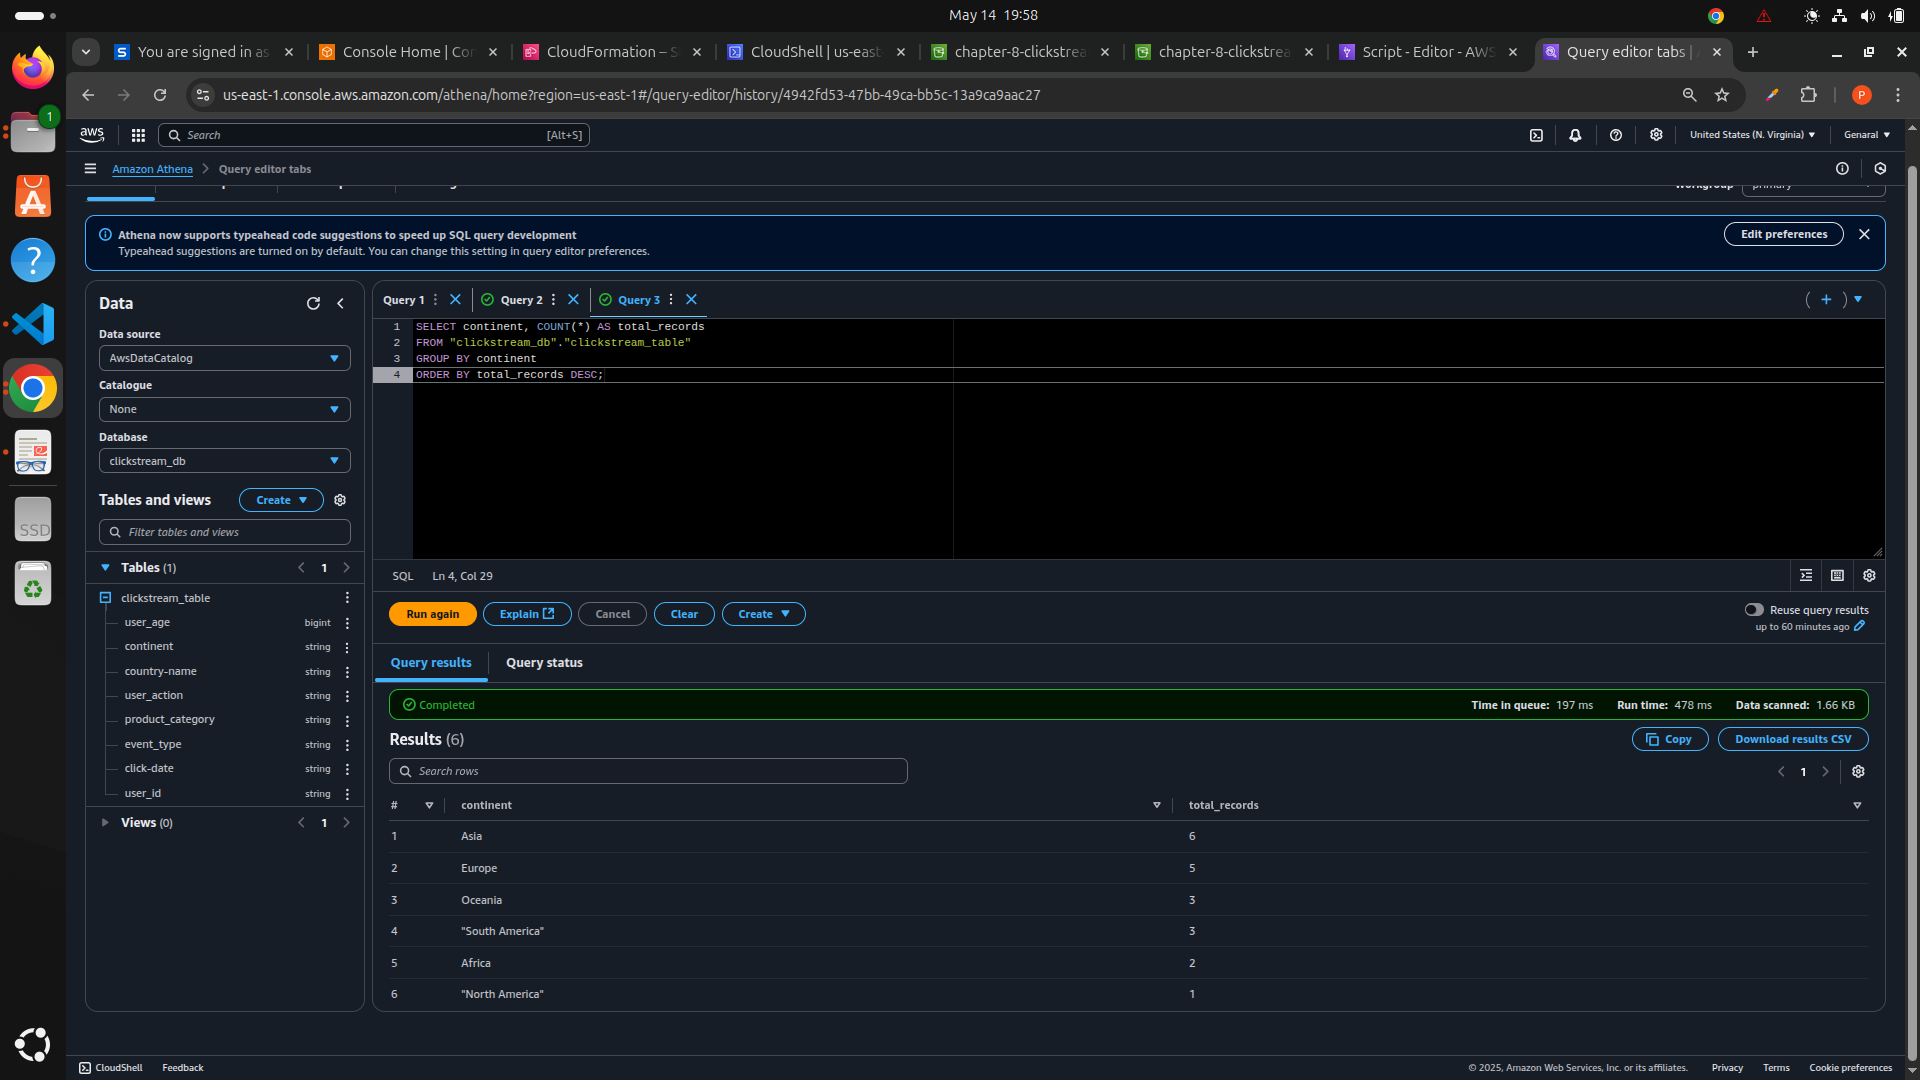 May 14 19:58
You are signed in as
Console Home | Con
CloudFormation – S
CloudShell | us-east-
chapter-8-clickstrea
chapter-8-clickstrea
Script - Editor - AWS
Query editor tabs |
us-east-1.console.aws.amazon.com/athena/home?region=us-east-1#/query-editor/history/4942fd53-47bb-49ca-bb5c-13a9ca9aac27
P
1
aws
Search
[Alt+S]
United States (N. Virginia)
General
Amazon Athena
Query editor tabs
Athena now supports typeahead code suggestions to speed up SQL query development
Typeahead suggestions are turned on by default. You can change this setting in query editor preferences.
Edit preferences
Data
Data source
AwsDataCatalog
Catalogue
None
Database
clickstream_db
Tables and views
Create
Filter tables and views
Tables (1)
1
clickstream_table
user_age bigint
continent string
country-name string
user_action string
product_category string
event_type string
click-date string
user_id string
Views (0)
1
Query 1
Query 2
Query 3
1 SELECT continent, COUNT(*) AS total_records
2 FROM "clickstream_db"."clickstream_table"
3 GROUP BY continent
4 ORDER BY total_records DESC;
SQL
Ln 4, Col 29
Run again
Explain
Cancel
Clear
Create
Reuse query results
up to 60 minutes ago
Query results
Query status
Completed
Time in queue: 197 ms
Run time: 478 ms
Data scanned: 1.66 KB
Results (6)
Copy
Download results CSV
Search rows
1
# continent total_records
1 Asia 6
2 Europe 5
3 Oceania 3
4 "South America" 3
5 Africa 2
6 "North America" 1
SSD
CloudShell
Feedback
© 2025, Amazon Web Services, Inc. or its affiliates.
Privacy
Terms
Cookie preferences